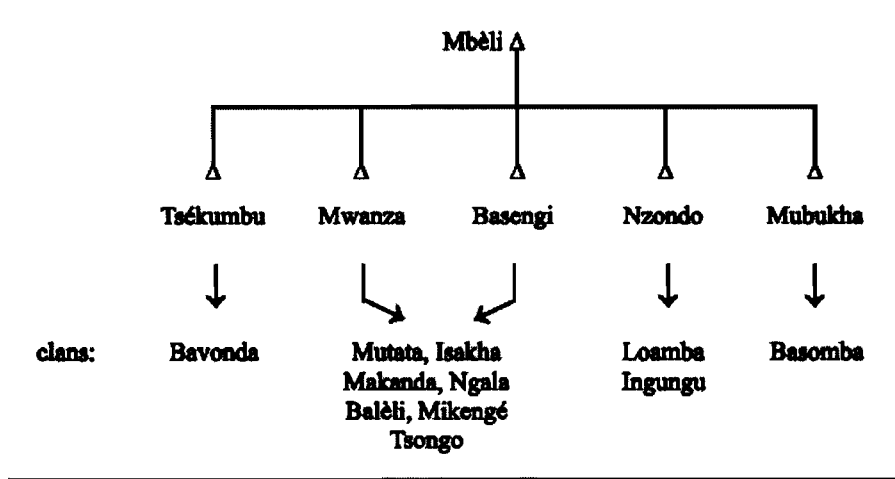 Mbèli
Tsékumbu Mwanza Basengi Nzondo Mubukha
clans: Bavonda Mutata, Isakha Loamba Basomba
Makanda, Ngala Ingungu
Balèli, Mikengé
Tsongo